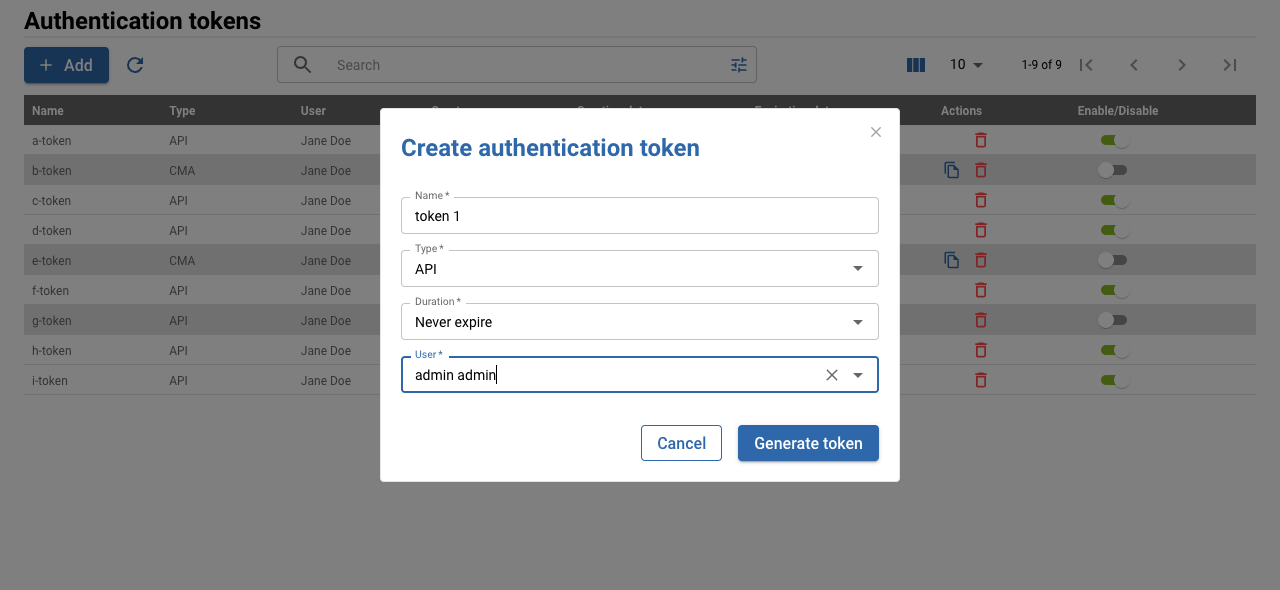 Authentication tokens
Add
Search
10
1-9 of 9
Name Type User Actions Enable/Disable
a-token API Jane Doe
b-token CMA Jane Doe
c-token API Jane Doe
d-token API Jane Doe
e-token CMA Jane Doe
f-token API Jane Doe
g-token API Jane Doe
h-token API Jane Doe
i-token API Jane Doe
Create authentication token
Name *
token 1
Type *
API
Duration *
Never expire
User *
admin admin
Cancel
Generate token